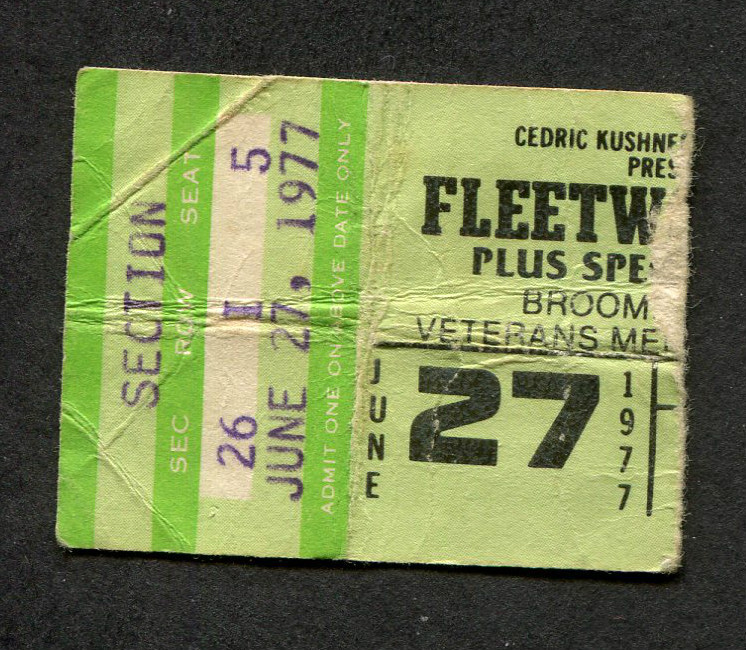 SECTION
SEC ROW SEAT
26 I 5
JUNE 27, 1977
ADMIT ONE ON ABOVE DATE ONLY
CEDRIC KUSHNE
PRES
FLEETW
PLUS SPE
BROOM
VETERANS ME
JUNE 27 1977